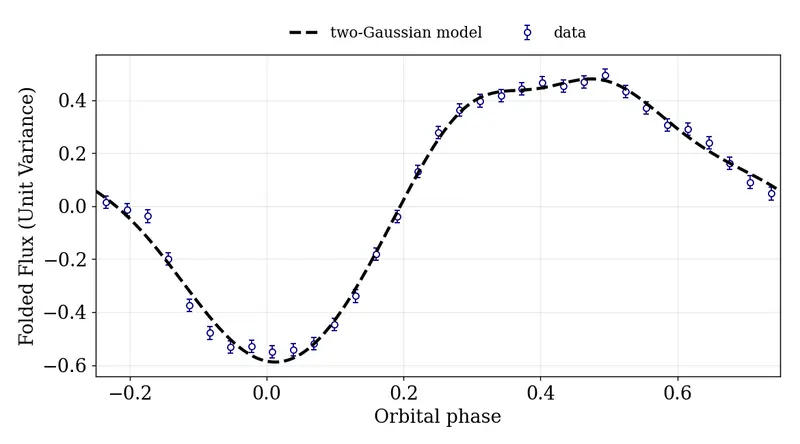 two-Gaussian model
data
Folded Flux (Unit Variance)
0.4
0.2
0.0
−0.2
−0.4
−0.6
−0.2
0.0
0.2
0.4
0.6
Orbital phase